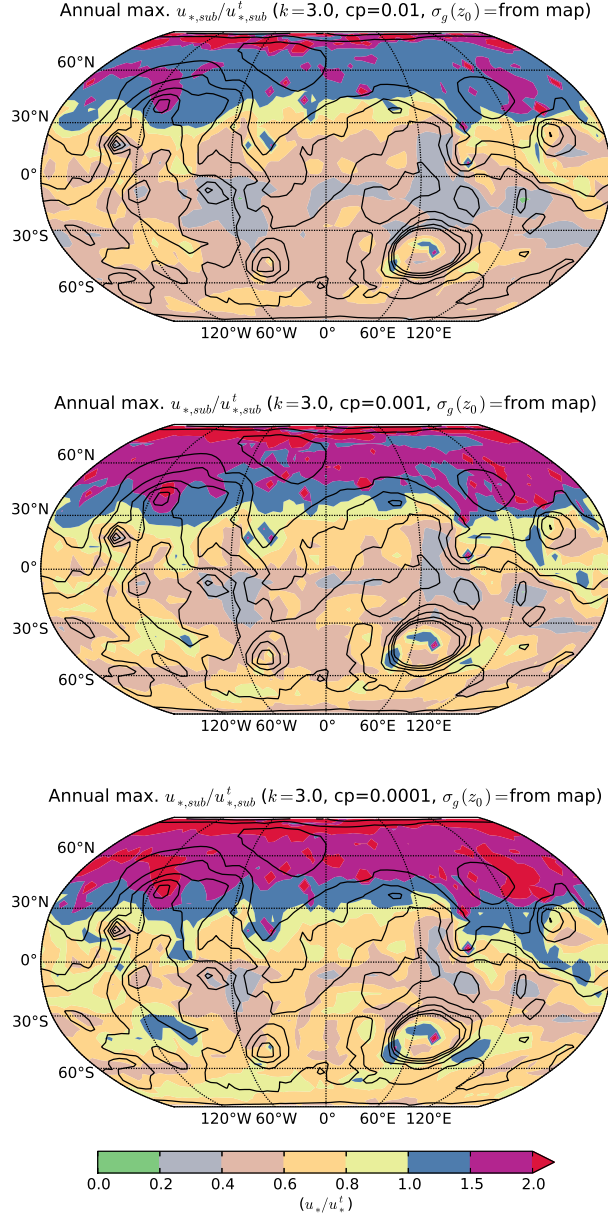 Annual max. u*,sub/u^t*,sub (k=3.0, cp=0.01, σg(z0)=from map)
60°N
30°N
0°
30°S
60°S
120°W 60°W 0° 60°E 120°E
Annual max. u*,sub/u^t*,sub (k=3.0, cp=0.001, σg(z0)=from map)
60°N
30°N
0°
30°S
60°S
120°W 60°W 0° 60°E 120°E
Annual max. u*,sub/u^t*,sub (k=3.0, cp=0.0001, σg(z0)=from map)
60°N
30°N
0°
30°S
60°S
120°W 60°W 0° 60°E 120°E
0.0 0.2 0.4 0.6 0.8 1.0 1.5 2.0
(u*/u^t*)